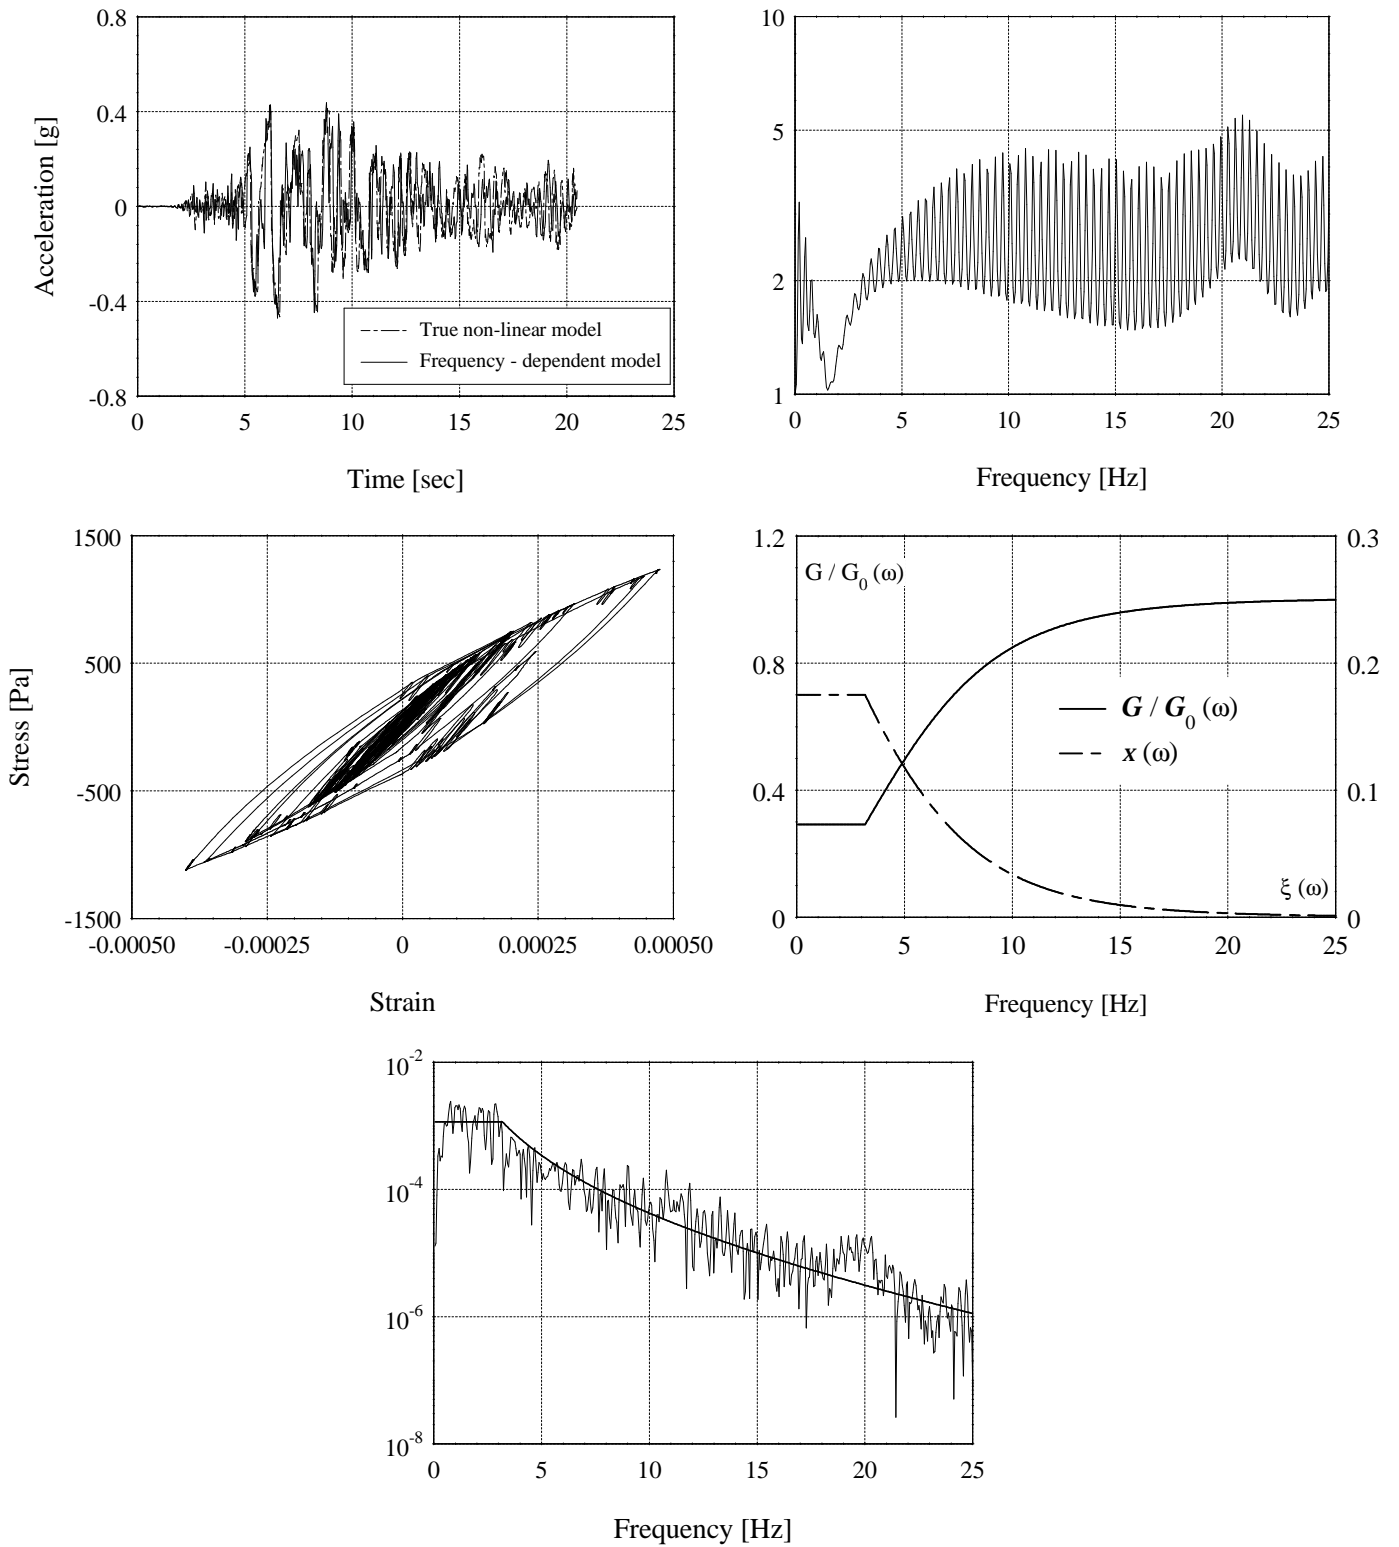 0.8
0.4
0
-0.4
-0.8
Acceleration [g]
True non-linear model
Frequency - dependent model
0 5 10 15 20 25
Time [sec]
10
5
2
1
0 5 10 15 20 25
Frequency [Hz]
1500
500
-500
-1500
Stress [Pa]
-0.00050 -0.00025 0 0.00025 0.00050
Strain
1.2
0.8
0.4
0
G / G0 (ω)
0.3
0.2
0.1
0
G / G0 (ω)
x (ω)
ξ (ω)
0 5 10 15 20 25
Frequency [Hz]
10-2
10-4
10-6
10-8
0 5 10 15 20 25
Frequency [Hz]